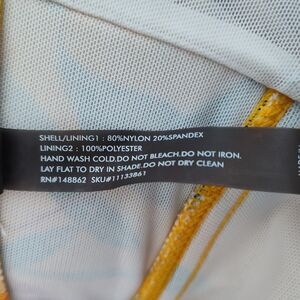 SHELL/LINING1 : 80%NYLON 20%SPANDEX
LINING2 : 100%POLYESTER
HAND WASH COLD.DO NOT BLEACH.DO NOT IRON.
LAY FLAT TO DRY IN SHADE.DO NOT DRY CLEAN
RN#148862 SKU#11133861